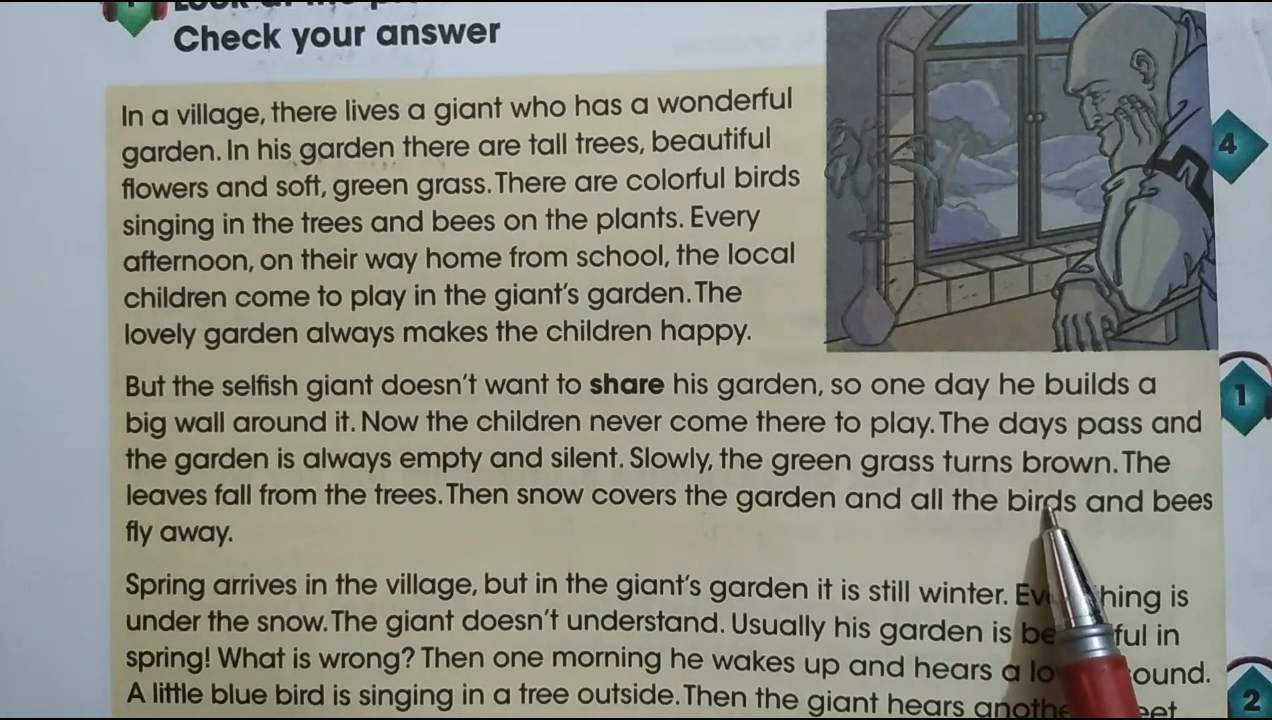 Check your answer
In a village, there lives a giant who has a wonderful
garden. In his garden there are tall trees, beautiful
flowers and soft, green grass. There are colorful birds
singing in the trees and bees on the plants. Every
afternoon, on their way home from school, the local
children come to play in the giant's garden. The
lovely garden always makes the children happy.
But the selfish giant doesn't want to share his garden, so one day he builds a
big wall around it. Now the children never come there to play. The days pass and
the garden is always empty and silent. Slowly, the green grass turns brown. The
leaves fall from the trees. Then snow covers the garden and all the birds and bees
fly away.
Spring arrives in the village, but in the giant's garden it is still winter. is
under the snow. The giant doesn't understand. Usually his garden is in
spring! What is wrong? Then one morning he wakes up and hears a
A little blue bird is singing in a tree outside. Then the giant hears
4
1
2